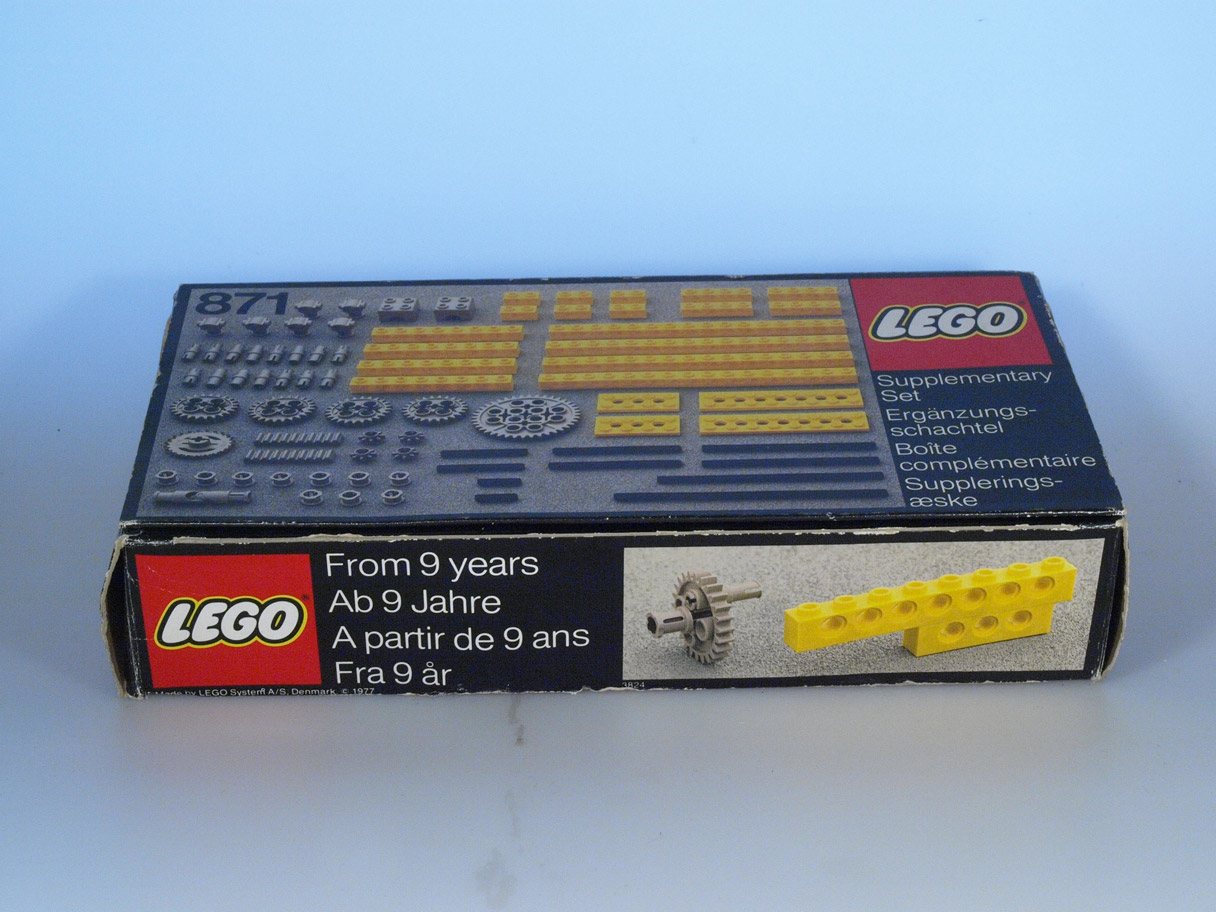 871
LEGO
Supplementary
Set
Ergänzungs-
schachtel
Boîte
complémentaire
Supplerings-
æske
LEGO®
From 9 years
Ab 9 Jahre
A partir de 9 ans
Fra 9 år
Made by LEGO System A/S, Denmark © 1977
3824